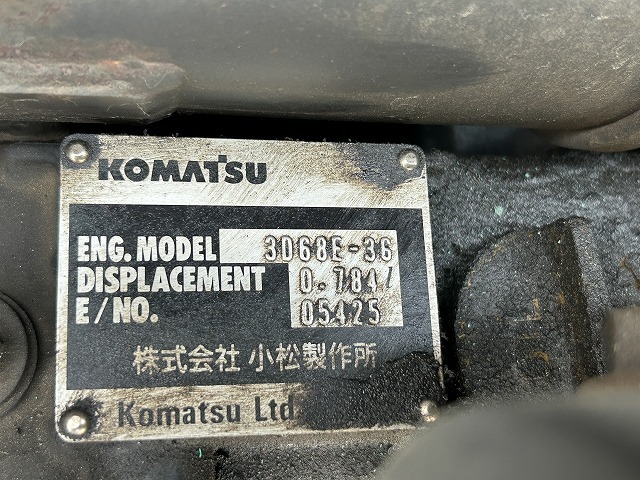 KOMATSU
ENG. MODEL 3D68E-3G
DISPLACEMENT 0.784 l
E/NO. 05425
株式会社 小松製作所
Komatsu Ltd.